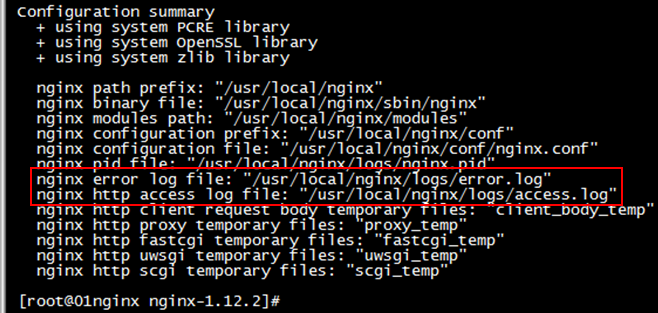 Configuration summary
+ using system PCRE library
+ using system OpenSSL library
+ using system zlib library
nginx path prefix: "/usr/local/nginx"
nginx binary file: "/usr/local/nginx/sbin/nginx"
nginx modules path: "/usr/local/nginx/modules"
nginx configuration prefix: "/usr/local/nginx/conf"
nginx configuration file: "/usr/local/nginx/conf/nginx.conf"
nginx pid file: "/usr/local/nginx/logs/nginx.pid"
nginx error log file: "/usr/local/nginx/logs/error.log"
nginx http access log file: "/usr/local/nginx/logs/access.log"
nginx http client request body temporary files: "client_body_temp"
nginx http proxy temporary files: "proxy_temp"
nginx http fastcgi temporary files: "fastcgi_temp"
nginx http uwsgi temporary files: "uwsgi_temp"
nginx http scgi temporary files: "scgi_temp"
[root@01nginx nginx-1.12.2]#